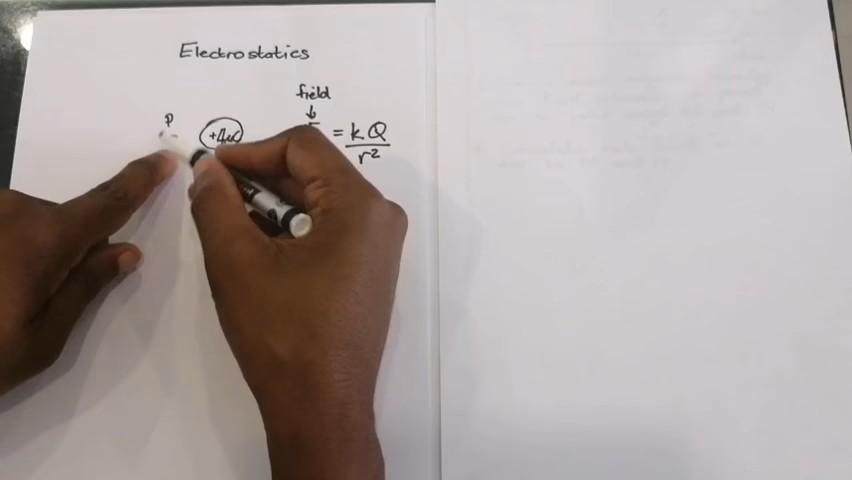 Electrostatics
field
P
= kQ
r²